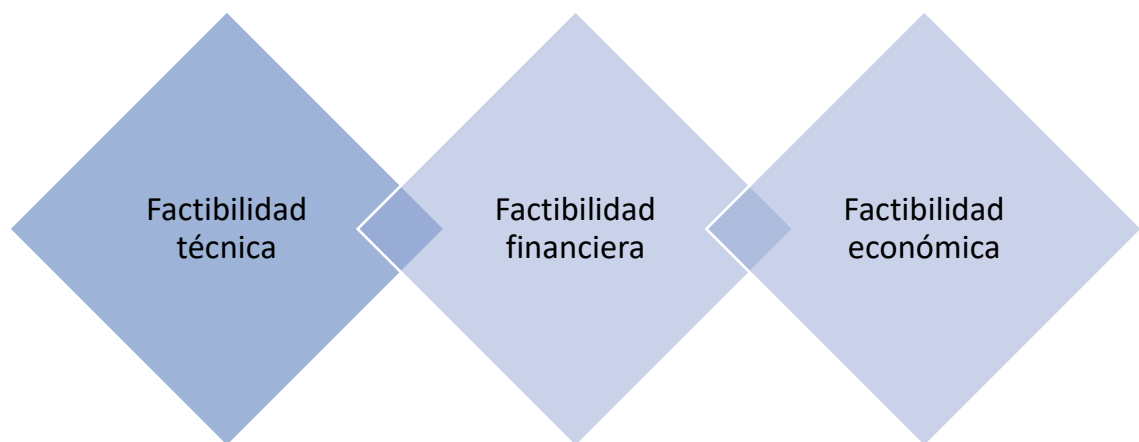 Factibilidad
técnica
Factibilidad
financiera
Factibilidad
económica